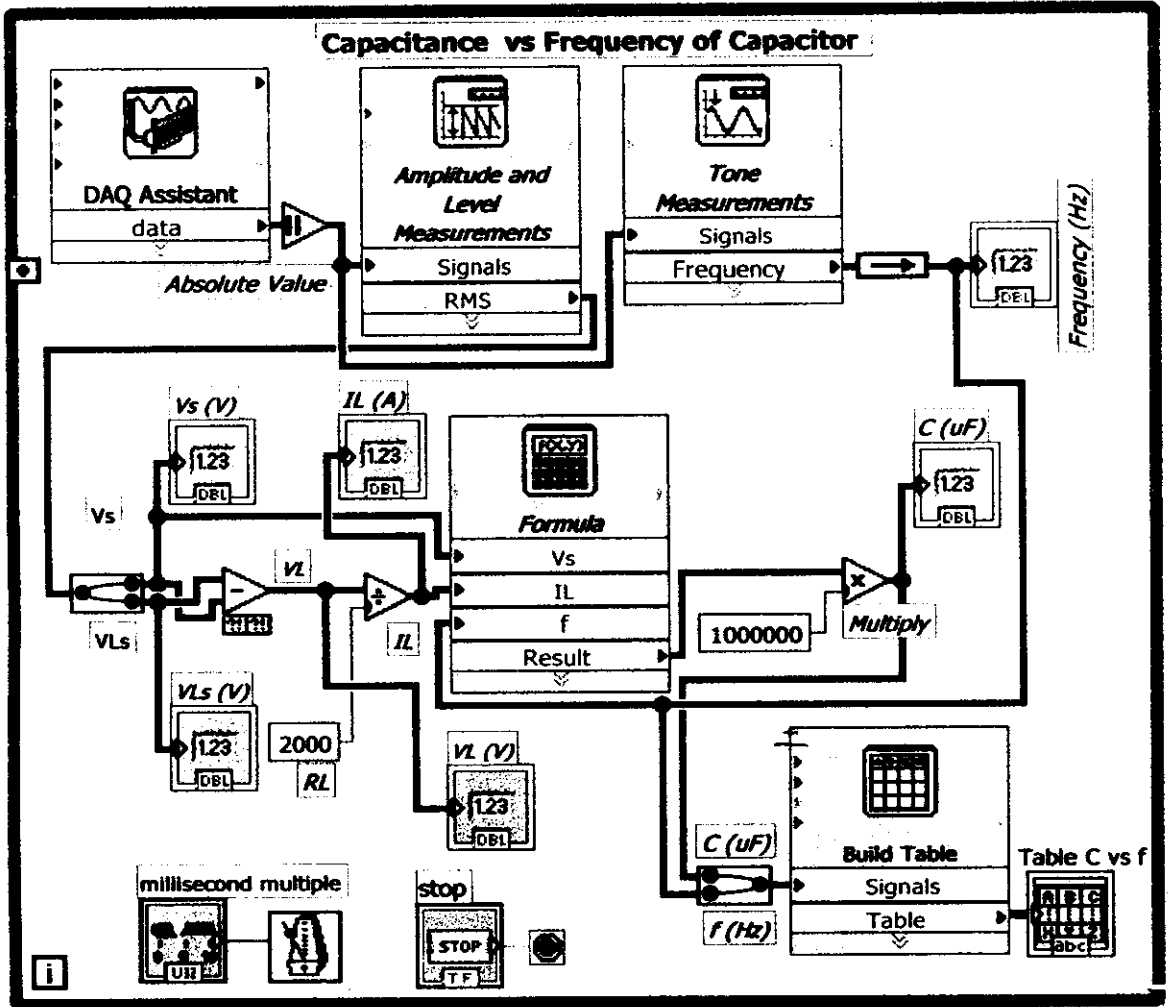 Capacitance vs Frequency of Capacitor
DAQ Assistant
data
Absolute Value
Amplitude and
Level
Measurements
Signals
RMS
Tone
Measurements
Signals
Frequency
1.23
DBL
Frequency (Hz)
Vs (V)
1.23
DBL
IL (A)
1.23
DBL
F(X,Y)
Formula
Vs
IL
f
Result
C (uF)
1.23
DBL
Vs
VLs
VL
IL
1000000
Multiply
VLs (V)
1.23
DBL
2000
RL
VL (V)
1.23
DBL
Build Table
Signals
Table
C (uF)
f (Hz)
Table C vs f
A B C
abc
millisecond multiple
stop
STOP
TF
i